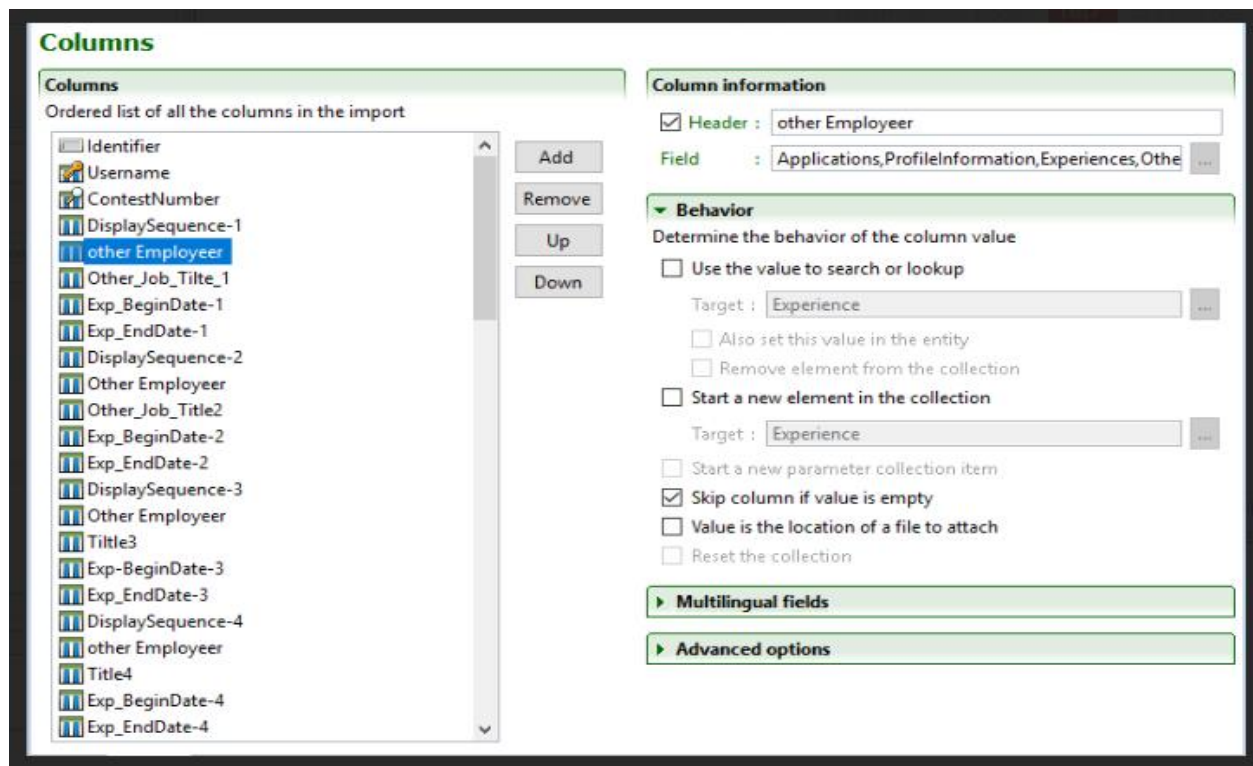 Columns
Columns
Ordered list of all the columns in the import
Identifier
Username
ContestNumber
DisplaySequence-1
other Employeer
Other_Job_Tilte_1
Exp_BeginDate-1
Exp_EndDate-1
DisplaySequence-2
Other Employeer
Other_Job_Title2
Exp_BeginDate-2
Exp_EndDate-2
DisplaySequence-3
Other Employeer
Tiltle3
Exp-BeginDate-3
Exp_EndDate-3
DisplaySequence-4
other Employeer
Title4
Exp_BeginDate-4
Exp_EndDate-4
Add
Remove
Up
Down
Column information
Header : other Employeer
Field : Applications,ProfileInformation,Experiences,Othe ...
Behavior
Determine the behavior of the column value
Use the value to search or lookup
Target : Experience ...
Also set this value in the entity
Remove element from the collection
Start a new element in the collection
Target : Experience ...
Start a new parameter collection item
Skip column if value is empty
Value is the location of a file to attach
Reset the collection
Multilingual fields
Advanced options